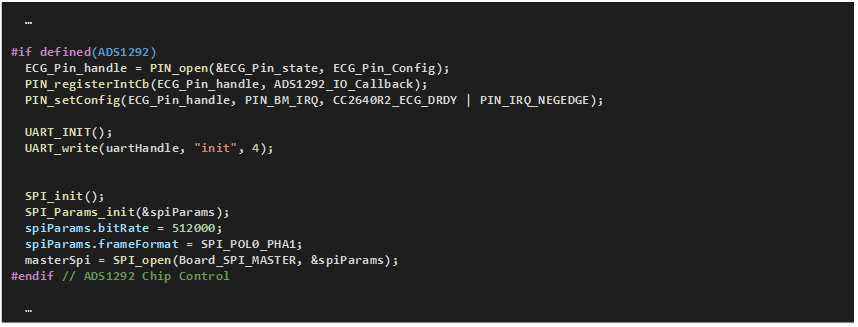 …
#if defined(ADS1292)
ECG_Pin_handle = PIN_open(&ECG_Pin_state, ECG_Pin_Config);
PIN_registerIntCb(ECG_Pin_handle, ADS1292_IO_Callback);
PIN_setConfig(ECG_Pin_handle, PIN_BM_IRQ, CC2640R2_ECG_DRDY | PIN_IRQ_NEGEDGE);
UART_INIT();
UART_write(uartHandle, "init", 4);
SPI_init();
SPI_Params_init(&spiParams);
spiParams.bitRate = 512000;
spiParams.frameFormat = SPI_POL0_PHA1;
masterSpi = SPI_open(Board_SPI_MASTER, &spiParams);
#endif // ADS1292 Chip Control
…